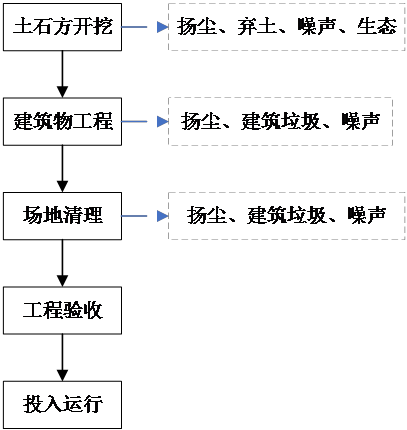 土石方开挖
扬尘、弃土、噪声、生态
建筑物工程
扬尘、建筑垃圾、噪声
场地清理
扬尘、建筑垃圾、噪声
工程验收
投入运行